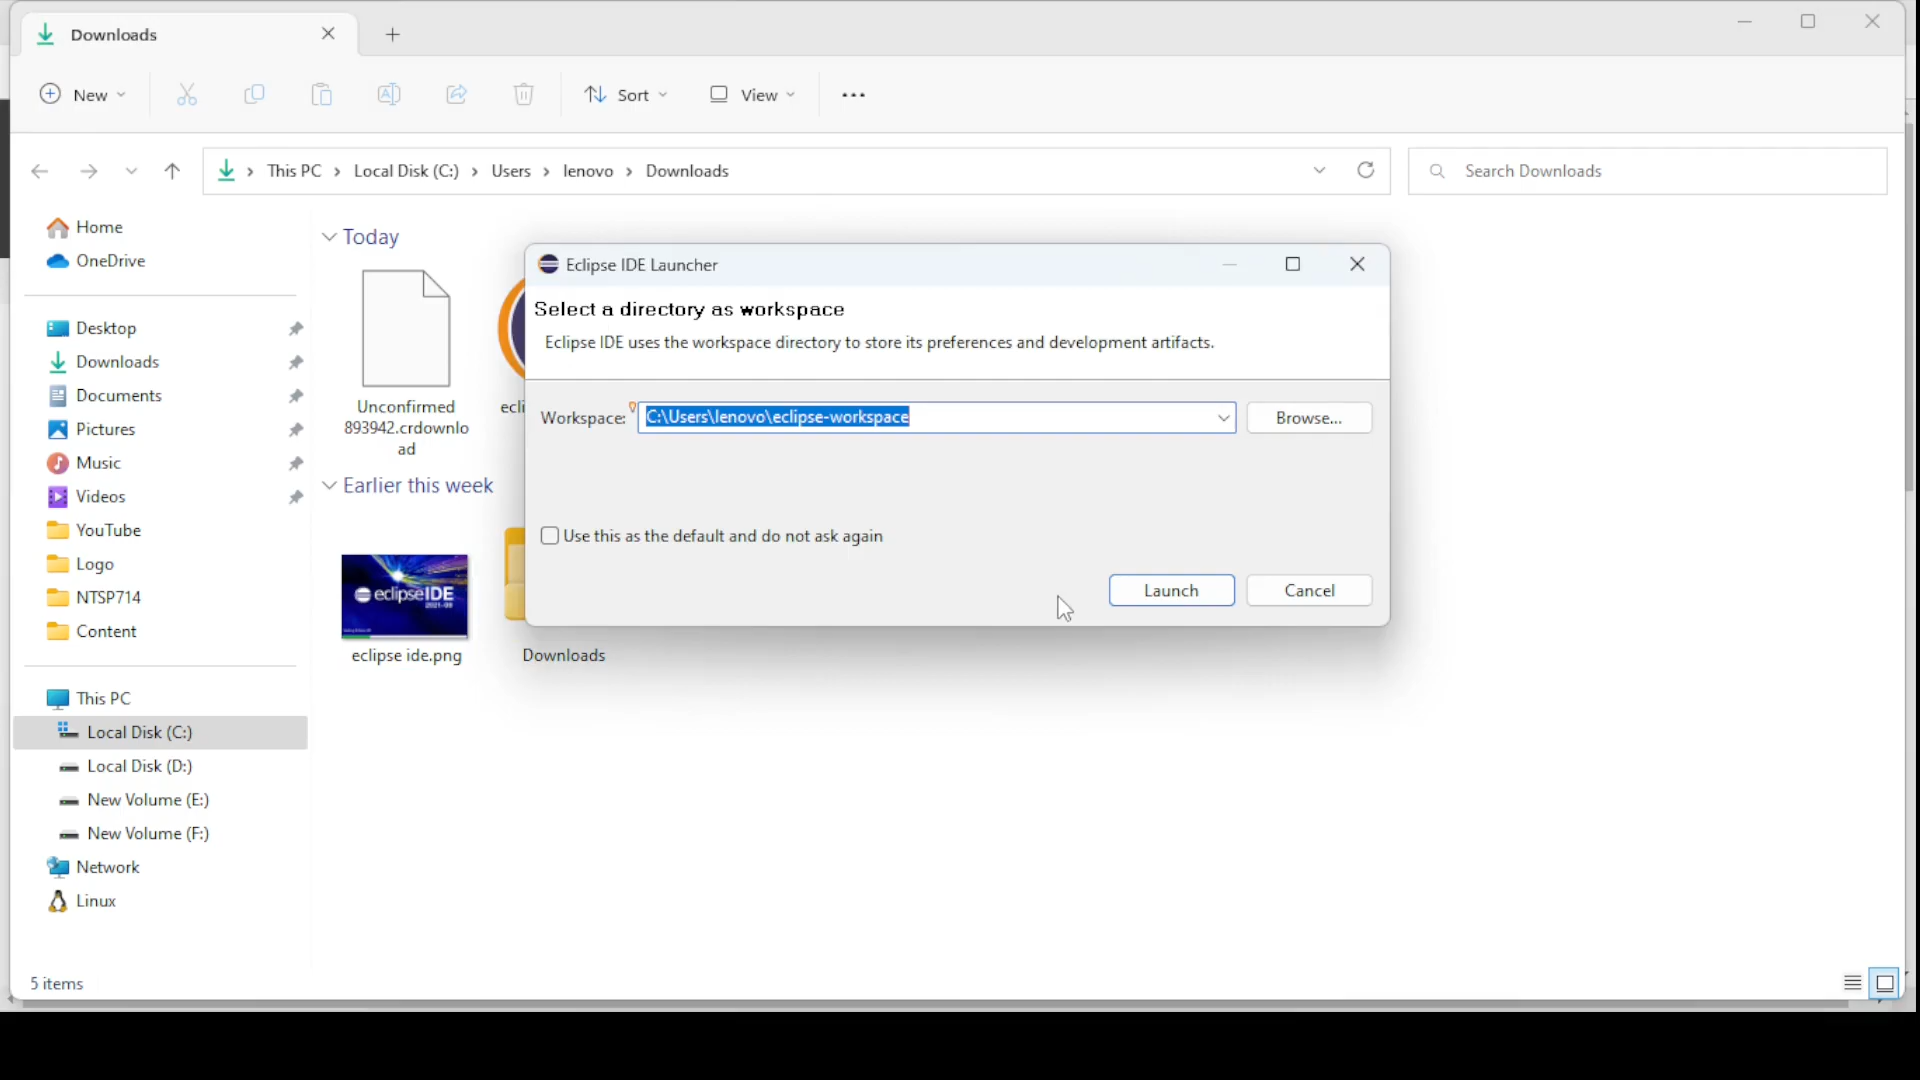 Downloads
New
Sort
View
This PC > Local Disk (C:) > Users > lenovo > Downloads
Search Downloads
Home
OneDrive
Desktop
Downloads
Documents
Pictures
Music
Videos
YouTube
Logo
NTSP714
Content
This PC
Local Disk (C:)
Local Disk (D:)
New Volume (E:)
New Volume (F:)
Network
Linux
Today
Unconfirmed
893942.crdownlo
ad
ecli
Earlier this week
eclipseIDE
2021-09
eclipse ide.png
Downloads
Eclipse IDE Launcher
Select a directory as workspace
Eclipse IDE uses the workspace directory to store its preferences and development artifacts.
Workspace:
C:\Users\lenovo\eclipse-workspace
Browse...
Use this as the default and do not ask again
Launch
Cancel
5 items